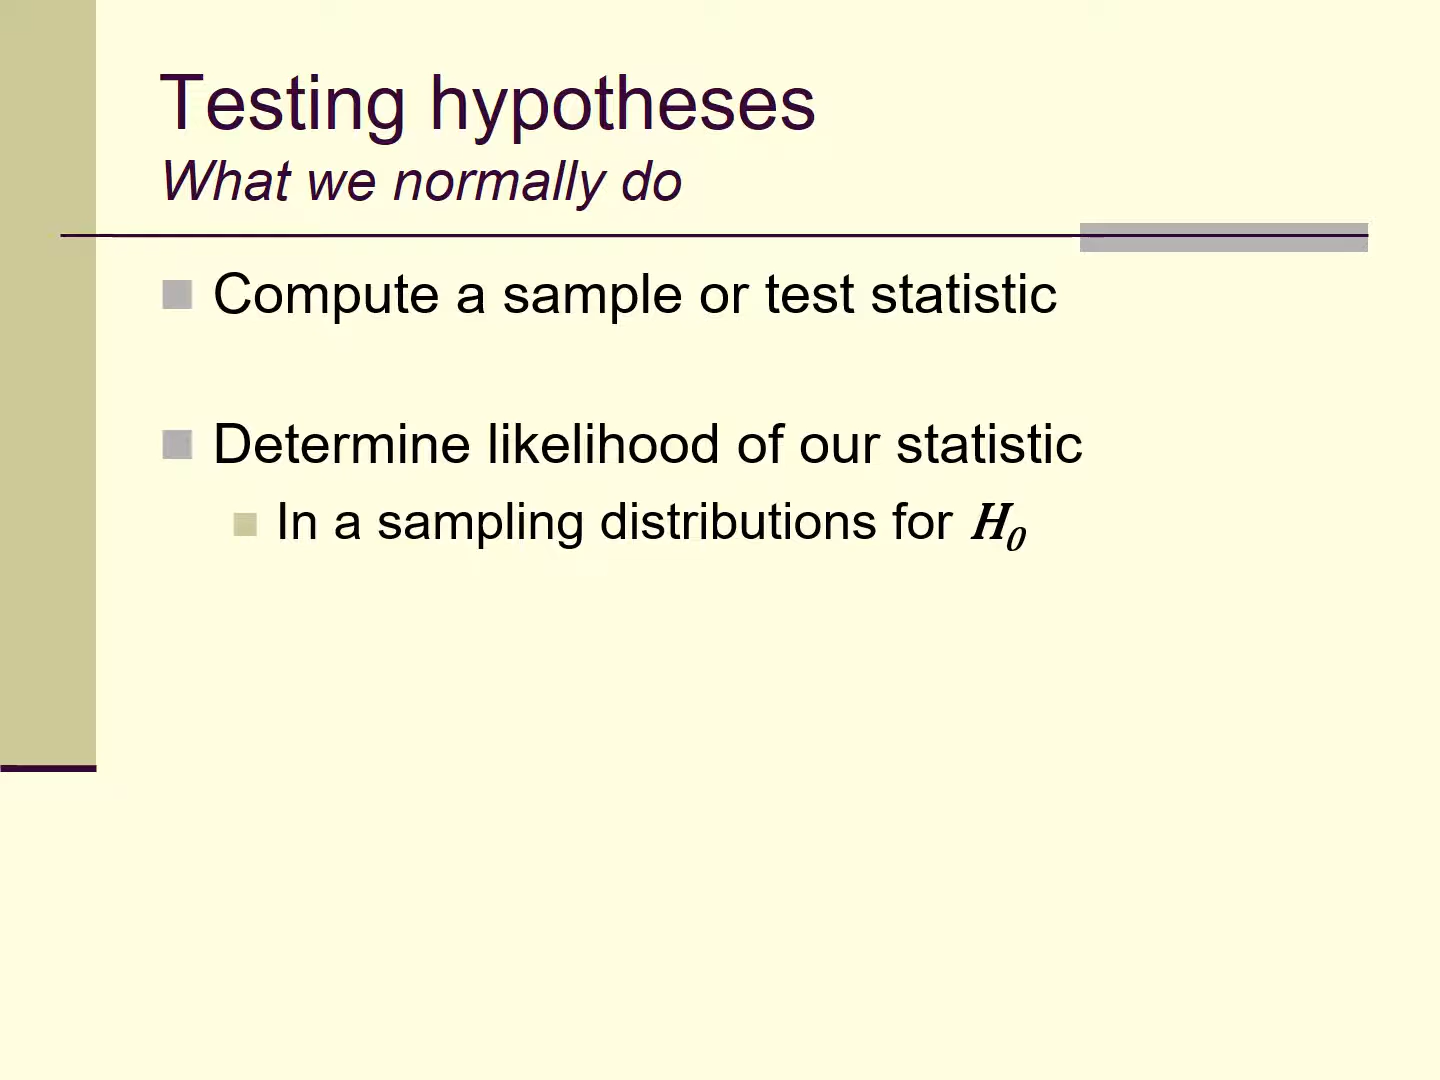 Testing hypotheses
What we normally do
Compute a sample or test statistic
Determine likelihood of our statistic
In a sampling distributions for H₀